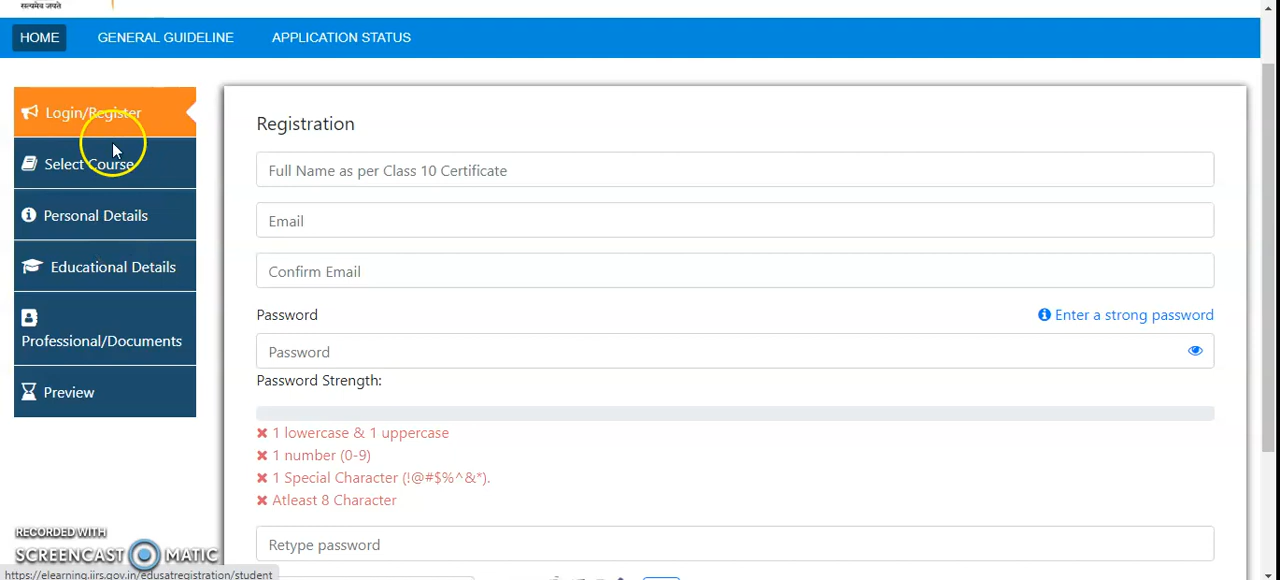 सत्यमेव जयते
HOME
GENERAL GUIDELINE
APPLICATION STATUS
Login/Register
Select Course
Personal Details
Educational Details
Professional/Documents
Preview
Registration
Full Name as per Class 10 Certificate
Email
Confirm Email
Password
Enter a strong password
Password
Password Strength:
1 lowercase & 1 uppercase
1 number (0-9)
1 Special Character (!@#$%^&*).
Atleast 8 Character
Retype password
RECORDED WITH
SCREENCAST MATIC
https://elearning.iirs.gov.in/edusatregistration/student